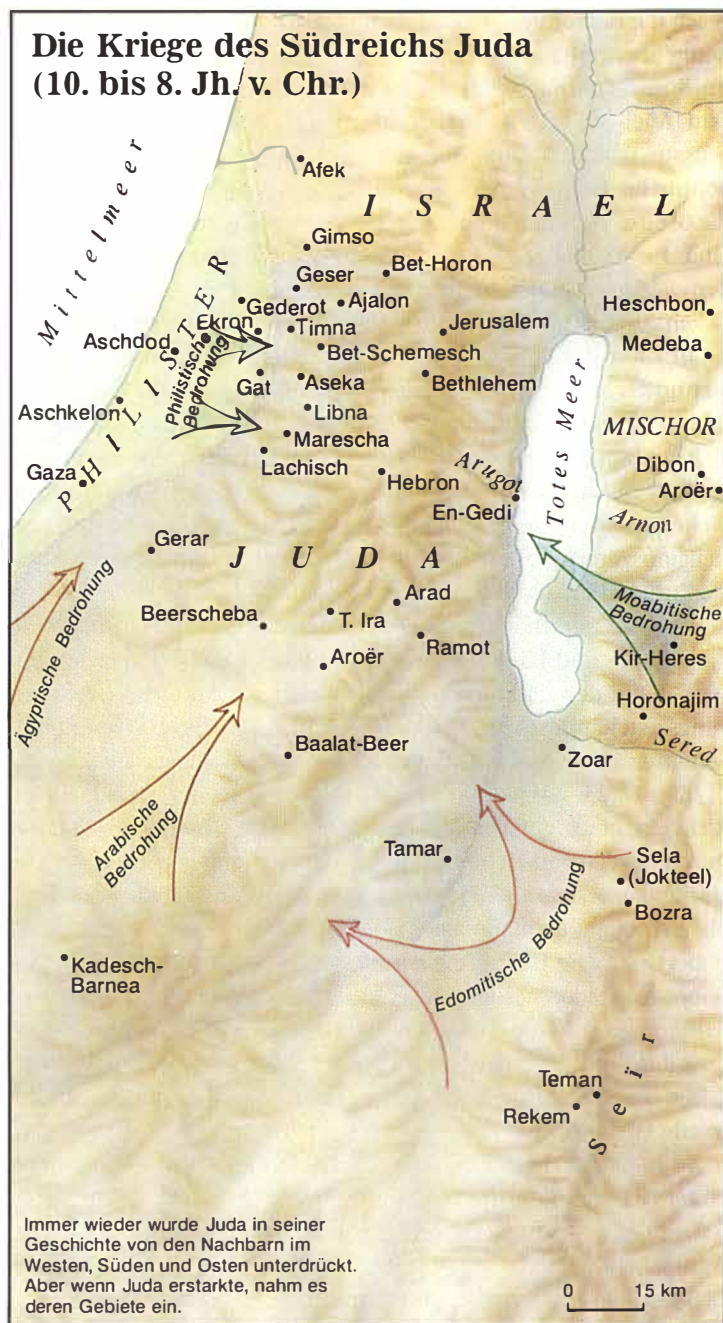 Die Kriege des Südreichs Juda
(10. bis 8. Jh. v. Chr.)
Mittelmeer
Afek
ISRAEL
Gimso
Bet-Horon
Geser
Gederot
Ajalon
Heschbon
Ekron
Timna
Jerusalem
Aschdod
Bet-Schemesch
Medeba
PHILISTER
Philistische
Bedrohung
Gat
Aseka
Bethlehem
Aschkelon
Libna
Totes Meer
MISCHOR
Marescha
Lachisch
Hebron
Arugot
Dibon
Gaza
Aroër
En-Gedi
Arnon
Gerar
JUDA
Ägyptische Bedrohung
Arad
Moabitische
Bedrohung
Beerscheba
T. Ira
Aroër
Ramot
Kir-Heres
Horonajim
Baalat-Beer
Sered
Zoar
Arabische
Bedrohung
Tamar
Sela
(Jokteel)
Bozra
Edomitische Bedrohung
Kadesch-
Barnea
Teman
Rekem
Seïr
Immer wieder wurde Juda in seiner
Geschichte von den Nachbarn im
Westen, Süden und Osten unterdrückt.
Aber wenn Juda erstarkte, nahm es
deren Gebiete ein.
0 15 km